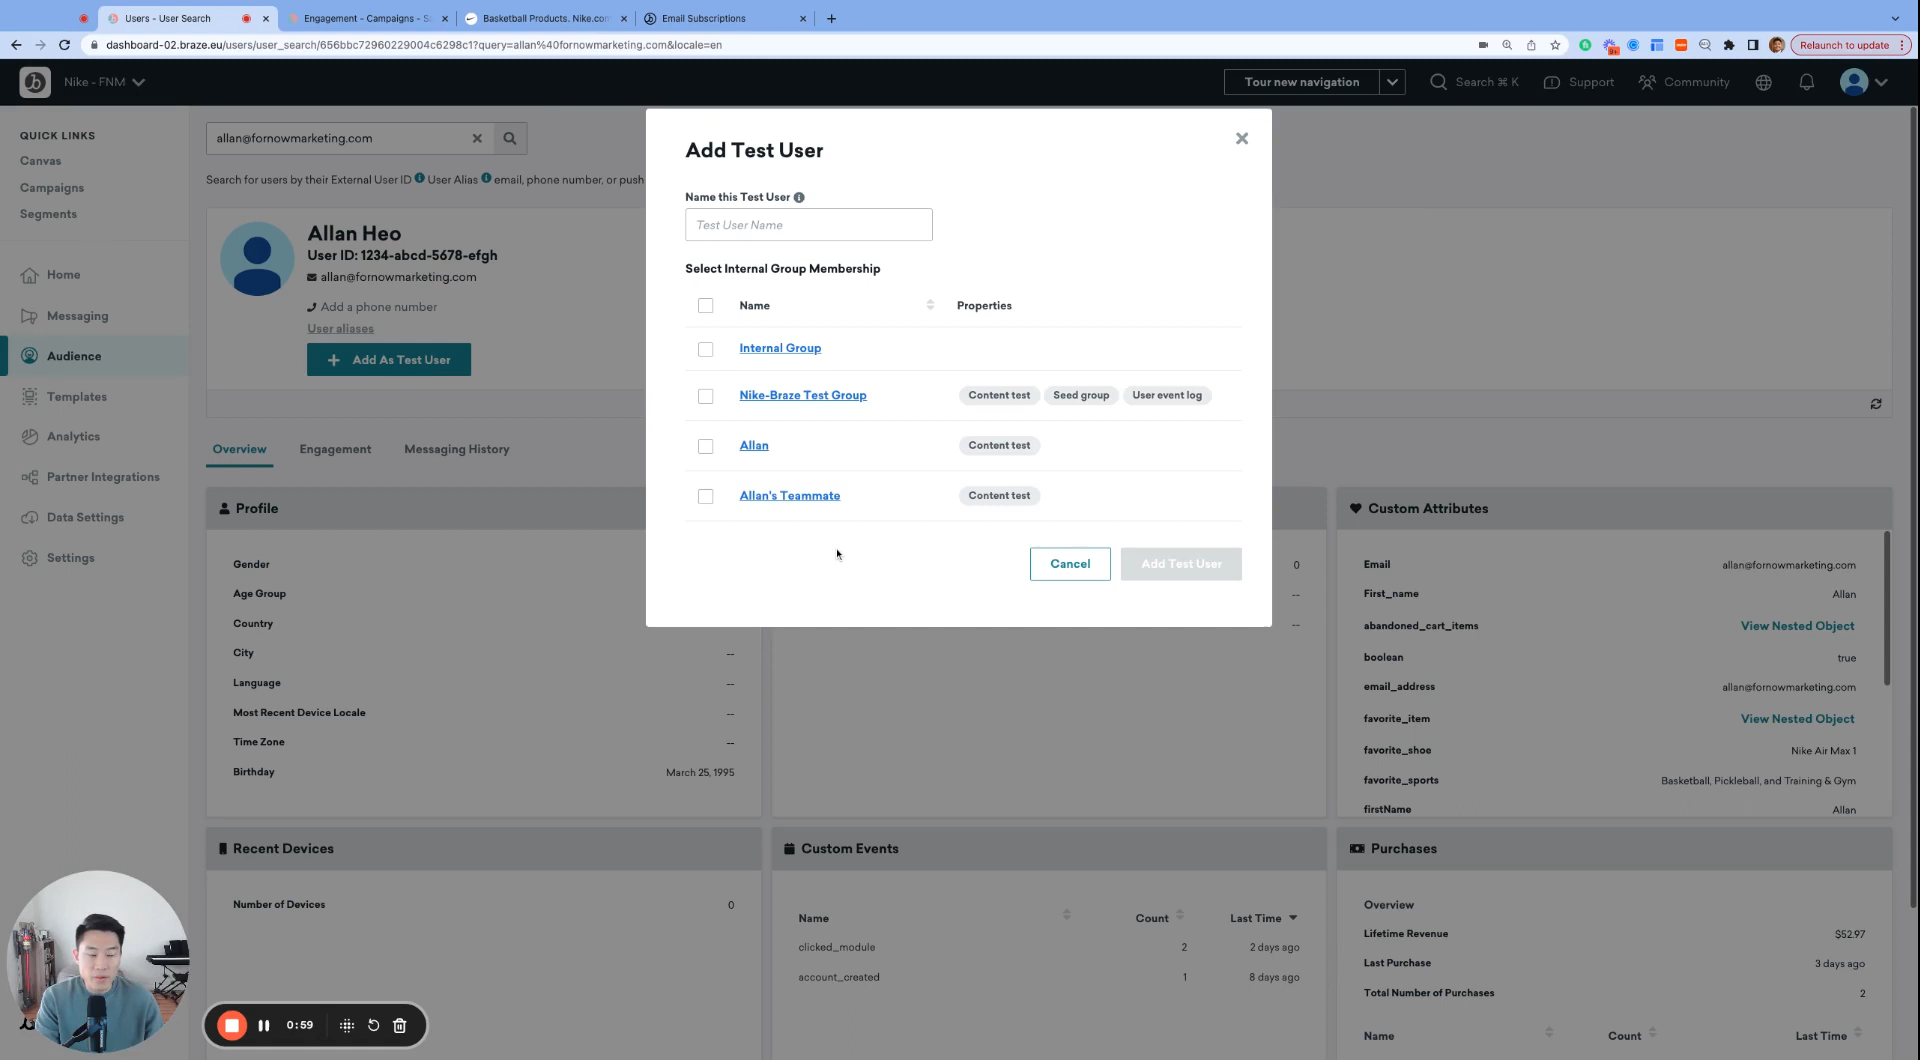 Users - User Search
Engagement - Campaigns - S
Basketball Products. Nike.com
Email Subscriptions
dashboard-02.braze.eu/users/user_search/656bbc72960229004c6298c1?query=allan%40fornowmarketing.com&locale=en
Relaunch to update
Nike - FNM
Tour new navigation
Search ⌘ K
Support
Community
QUICK LINKS
Canvas
Campaigns
Segments
Home
Messaging
Audience
Templates
Analytics
Partner Integrations
Data Settings
Settings
allan@fornowmarketing.com
Search for users by their External User ID User Alias email, phone number, or push
Allan Heo
User ID: 1234-abcd-5678-efgh
allan@fornowmarketing.com
Add a phone number
User aliases
+ Add As Test User
Overview Engagement Messaging History
Add Test User
Name this Test User
Test User Name
Select Internal Group Membership
Name Properties
Internal Group
Nike-Braze Test Group Content test Seed group User event log
Allan Content test
Allan's Teammate Content test
Cancel Add Test User
Profile
Gender
Age Group
Country
City --
Language --
Most Recent Device Locale --
Time Zone --
Birthday March 25, 1995
0
--
--
Custom Attributes
Email allan@fornowmarketing.com
First_name Allan
abandoned_cart_items View Nested Object
boolean true
email_address allan@fornowmarketing.com
favorite_item View Nested Object
favorite_shoe Nike Air Max 1
favorite_sports Basketball, Pickleball, and Training & Gym
firstName Allan
Recent Devices
Number of Devices 0
Custom Events
Name Count Last Time
clicked_module 2 2 days ago
account_created 1 8 days ago
Purchases
Overview
Lifetime Revenue $52.97
Last Purchase 3 days ago
Total Number of Purchases 2
Name Count Last Time
0:59